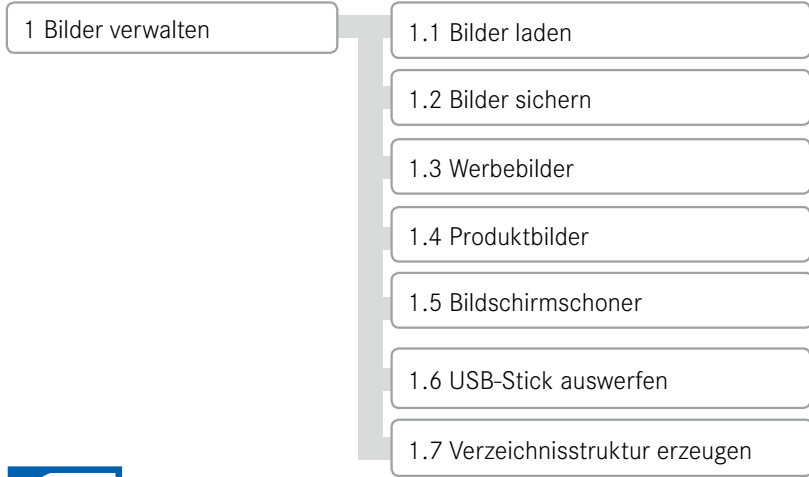 1 Bilder verwalten
1.1 Bilder laden
1.2 Bilder sichern
1.3 Werbebilder
1.4 Produktbilder
1.5 Bildschirmschoner
1.6 USB-Stick auswerfen
1.7 Verzeichnisstruktur erzeugen